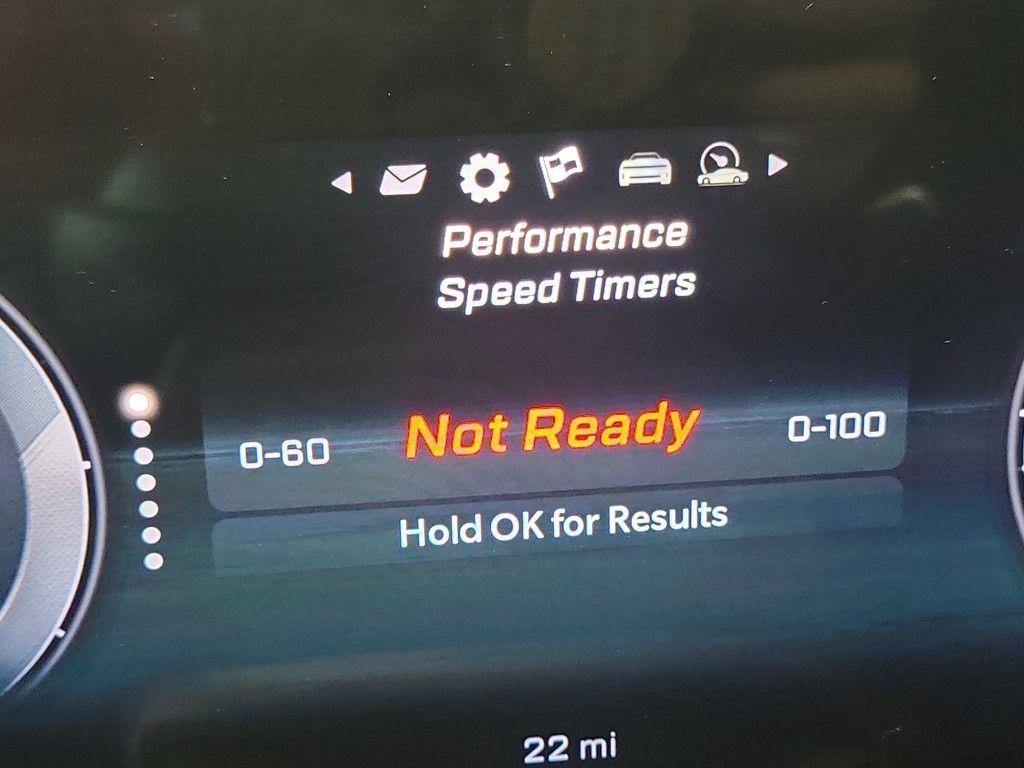 Performance
Speed Timers
0-60 Not Ready 0-100
Hold OK for Results
22 mi